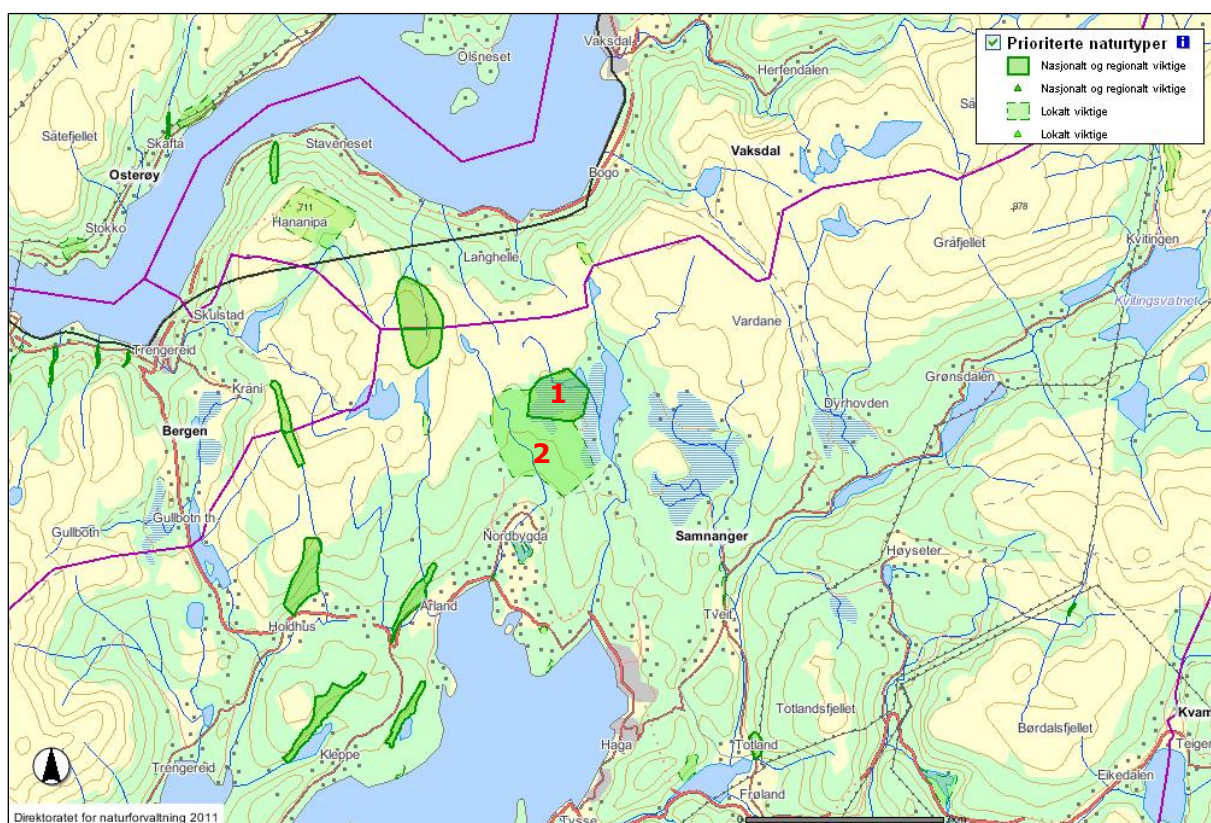 Vaksdal
Olsneset
Herfendalen
Prioriterte naturtyper i
Nasjonalt og regionalt viktige
Nasjonalt og regionalt viktige
Lokalt viktige
Lokalt viktige
Såtefjellet
Skafta
Staveneset
Vaksdal
Osterøy
Bogo
711
978
Stokko
Hananipa
Gråfjellet
Kvitingen
Langhelle
Kvitingsvatnet
Skulstad
Vardane
Trengereid
Kråni
Grønsdalen
1
Dyrhovden
Bergen
2
Gullbotn
Gullbotn th
Nordbygda
Samnanger
Høyseter
Årland
Holdhus
Tveit
Totlandsfjellet
Kvam
Børdalsfjellet
Haga
Totland
Teiger
Kleppe
Trengereid
Eikedalen
Frøland
Tysse
Direktoratet for naturforvaltning 2011